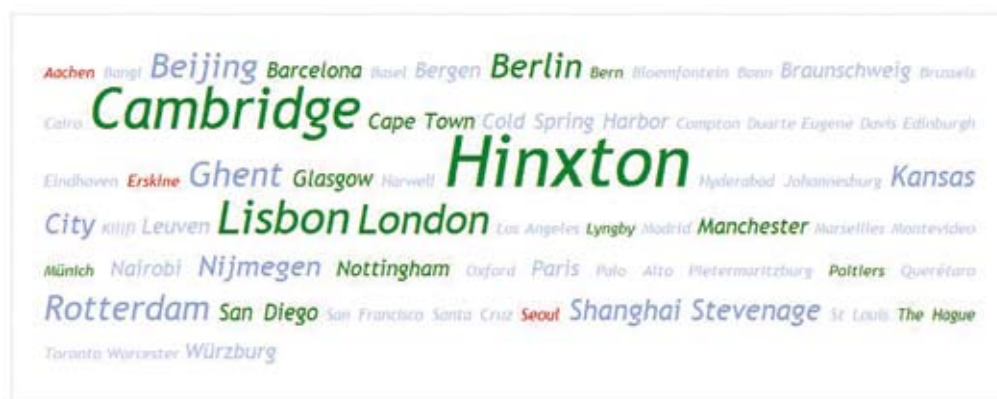 Aachen Bangi Beijing Barcelona Basel Bergen Berlin Bern Bloemfontein Bonn Braunschweig Brussels
Cairo Cambridge Cape Town Cold Spring Harbor Compton Duarte Eugene Davis Edinburgh
Eindhoven Erskine Ghent Glasgow Harwell Hinxton Hyderabad Johannesburg Kansas
City Kilifi Leuven Lisbon London Los Angeles Lyngby Madrid Manchester Marseilles Montevideo
Münich Nairobi Nijmegen Nottingham Oxford Paris Palo Alto Pietermaritzburg Poitiers Querétaro
Rotterdam San Diego San Francisco Santa Cruz Seoul Shanghai Stevenage St Louis The Hague
Toronto Worcester Würzburg